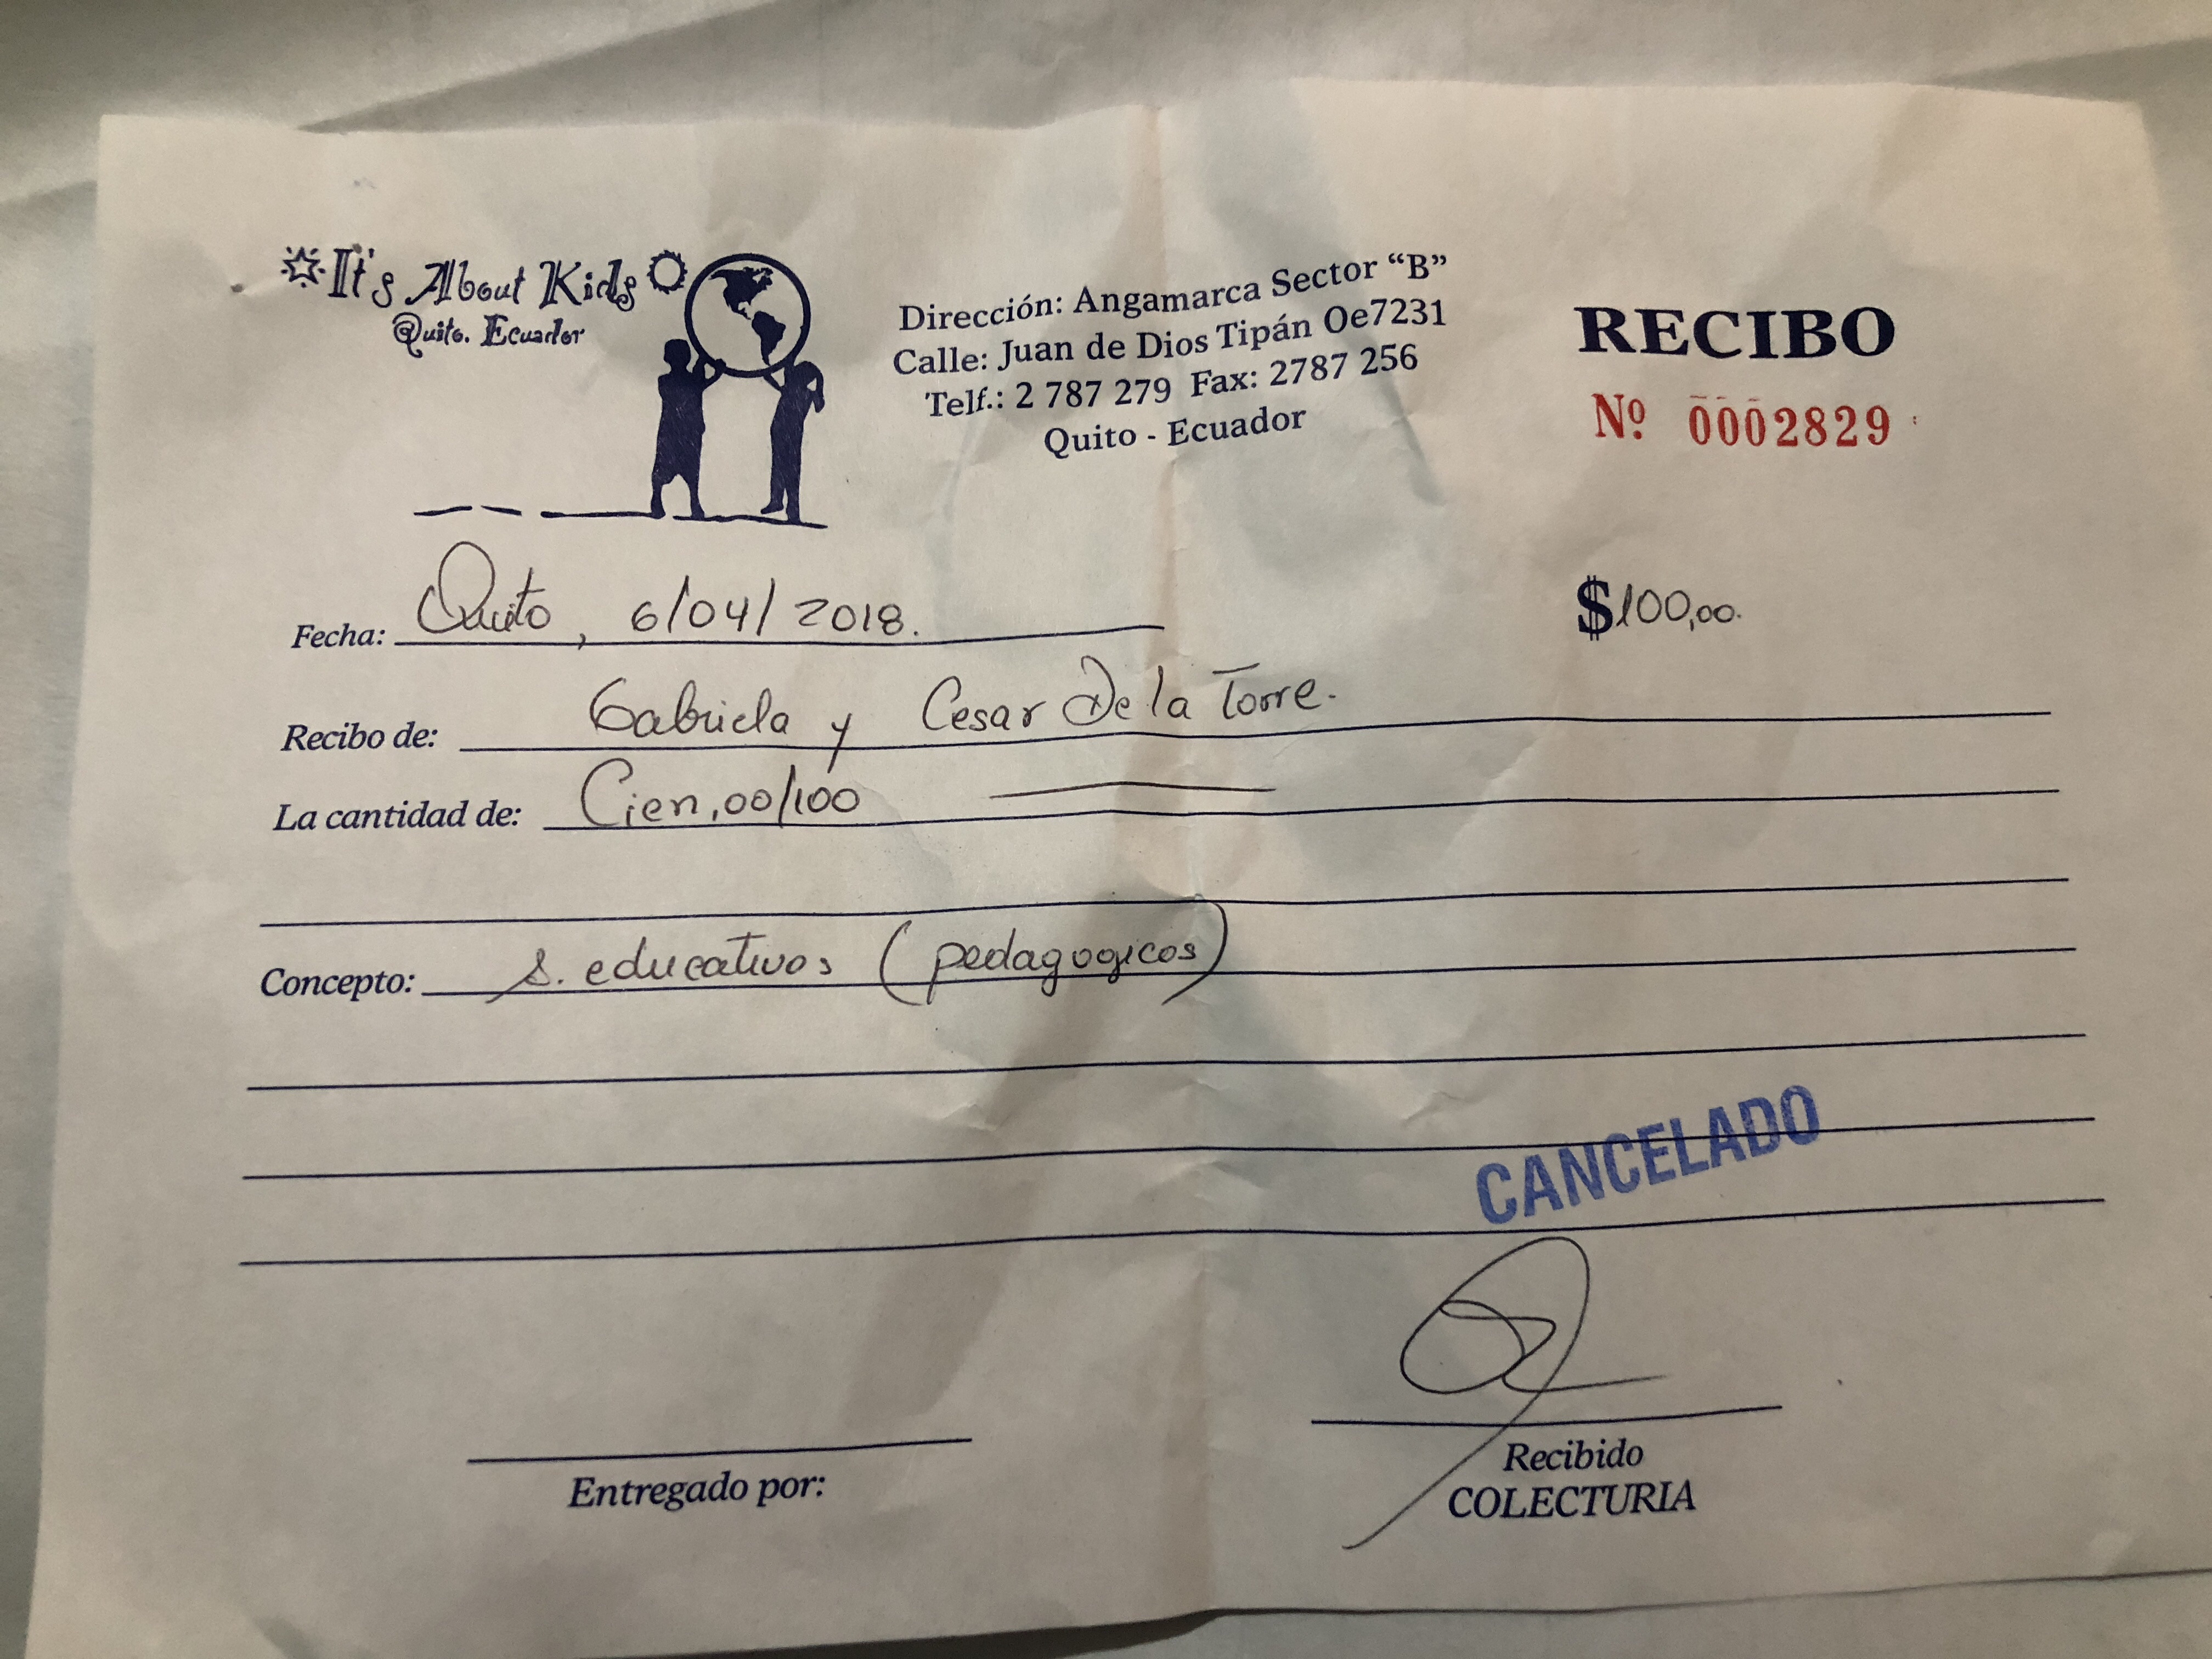 It's About Kids
Quito. Ecuador
Dirección: Angamarca Sector “B”
Calle: Juan de Dios Tipán Oe7231
Telf.: 2 787 279 Fax: 2787 256
Quito - Ecuador
RECIBO
Nº 0002829
Fecha: Quito, 6/04/2018.
$100,00.
Recibo de: Gabriela y Cesar De la Torre.
La cantidad de: Cien,00/100
Concepto: S. educativos (pedagogicos)
CANCELADO
Entregado por:
Recibido
COLECTURIA